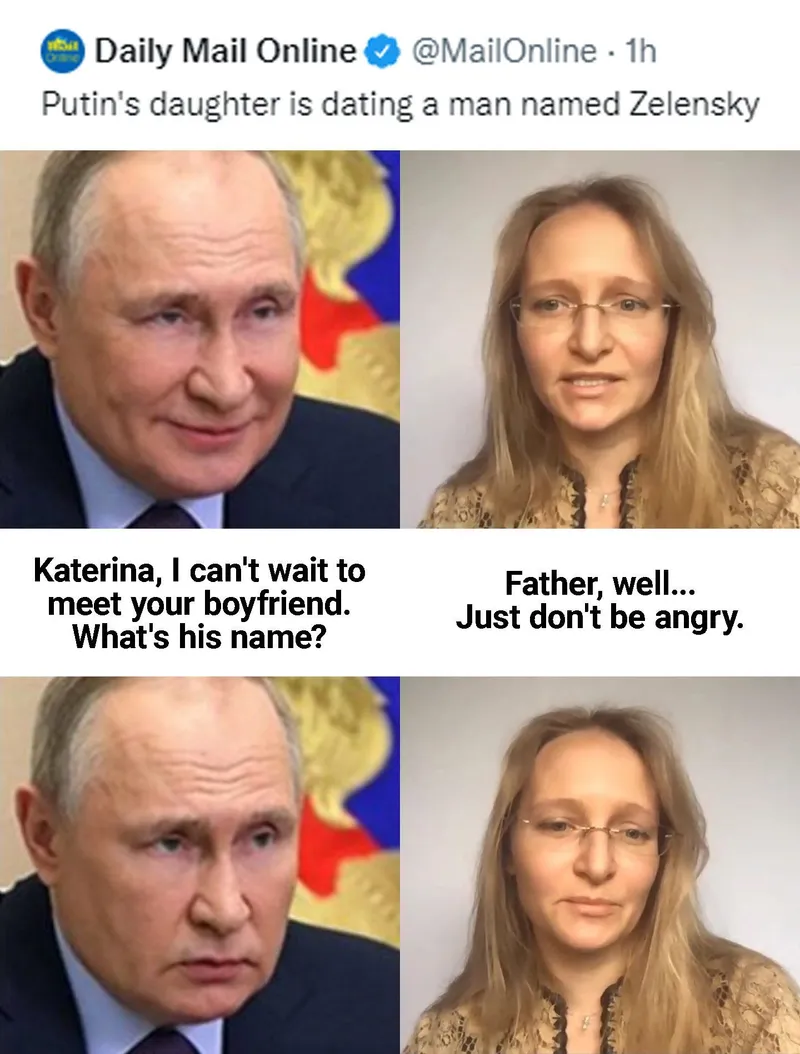 Daily Mail Online @MailOnline · 1h
Putin's daughter is dating a man named Zelensky
Katerina, I can't wait to
meet your boyfriend.
What's his name?
Father, well...
Just don't be angry.